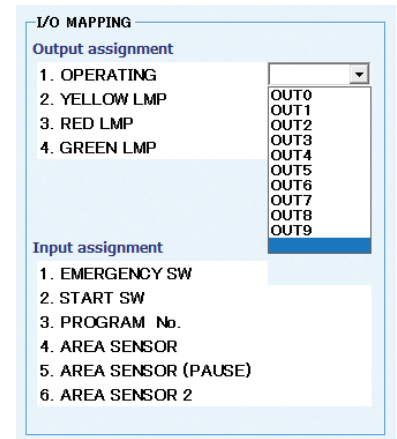 I/O MAPPING
Output assignment
1. OPERATING
2. YELLOW LMP
3. RED LMP
4. GREEN LMP
OUT0
OUT1
OUT2
OUT3
OUT4
OUT5
OUT6
OUT7
OUT8
OUT9
Input assignment
1. EMERGENCY SW
2. START SW
3. PROGRAM No.
4. AREA SENSOR
5. AREA SENSOR (PAUSE)
6. AREA SENSOR 2